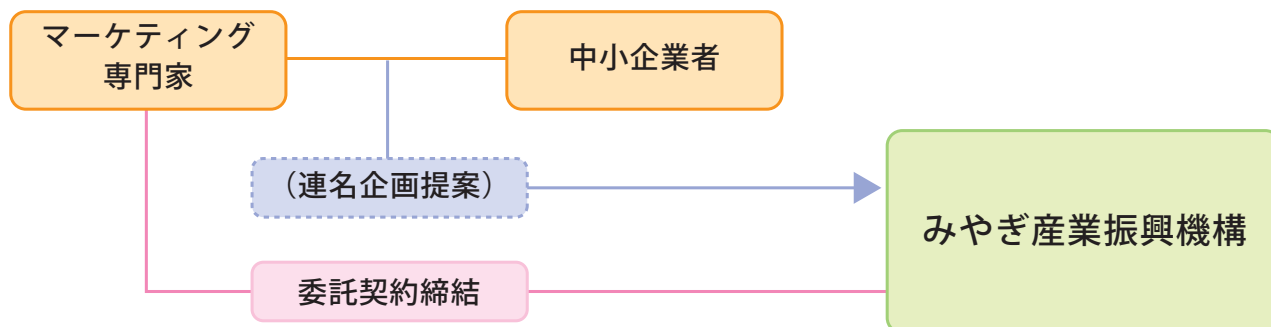 マーケティング
専門家
中小企業者
（連名企画提案）
みやぎ産業振興機構
委託契約締結